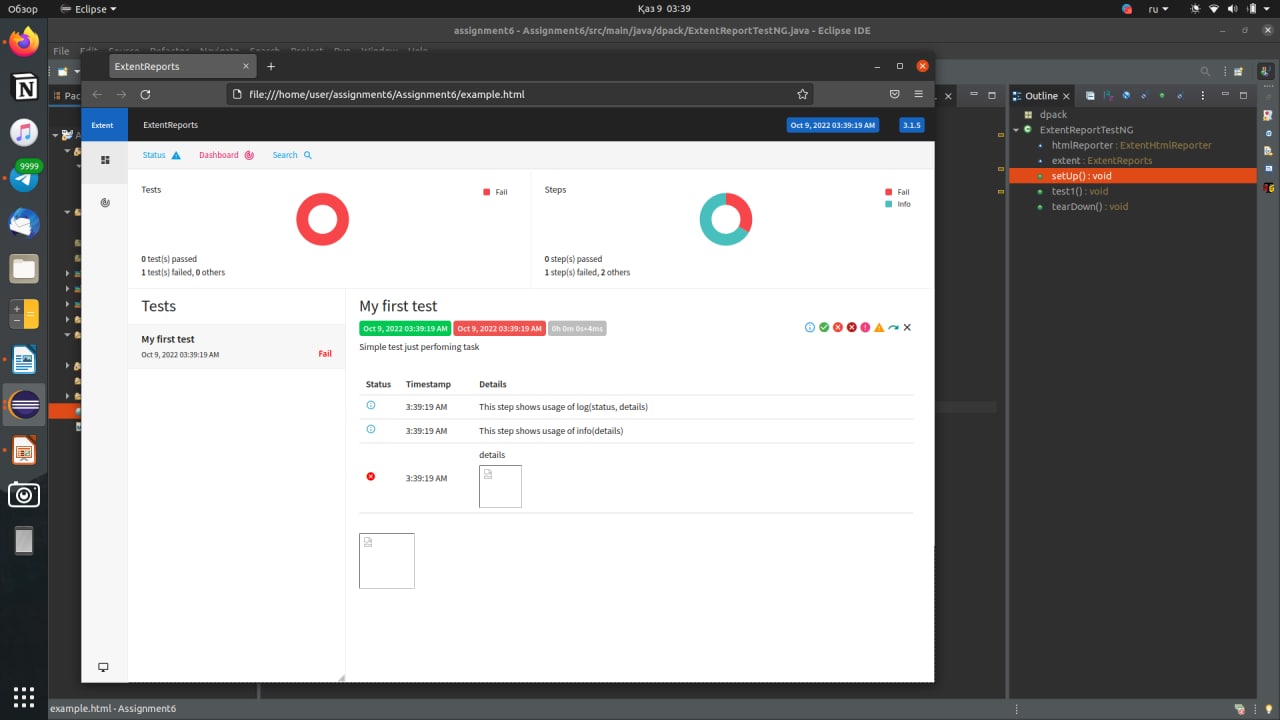 Обзор
Eclipse
Қаз 9 03:39
ru
assignment6 - Assignment6/src/main/java/dpack/ExtentReportTestNG.java - Eclipse IDE
File Edit Source Refactor Navigate Search Project Run Window Help
ExtentReports
file:///home/user/assignment6/Assignment6/example.html
Extent
ExtentReports
Oct 9, 2022 03:39:19 AM
3.1.5
Status
Dashboard
Search
Tests
Fail
0 test(s) passed
1 test(s) failed, 0 others
Steps
Fail
Info
0 step(s) passed
1 step(s) failed, 2 others
Tests
My first test
Oct 9, 2022 03:39:19 AM
Fail
My first test
Oct 9, 2022 03:39:19 AM
Oct 9, 2022 03:39:19 AM
0h 0m 0s+4ms
Simple test just perfoming task
Status Timestamp Details
3:39:19 AM This step shows usage of log(status, details)
3:39:19 AM This step shows usage of info(details)
details
3:39:19 AM
Pac
Outline
dpack
ExtentReportTestNG
htmlReporter : ExtentHtmlReporter
extent : ExtentReports
setUp() : void
test1() : void
tearDown() : void
9999
example.html - Assignment6